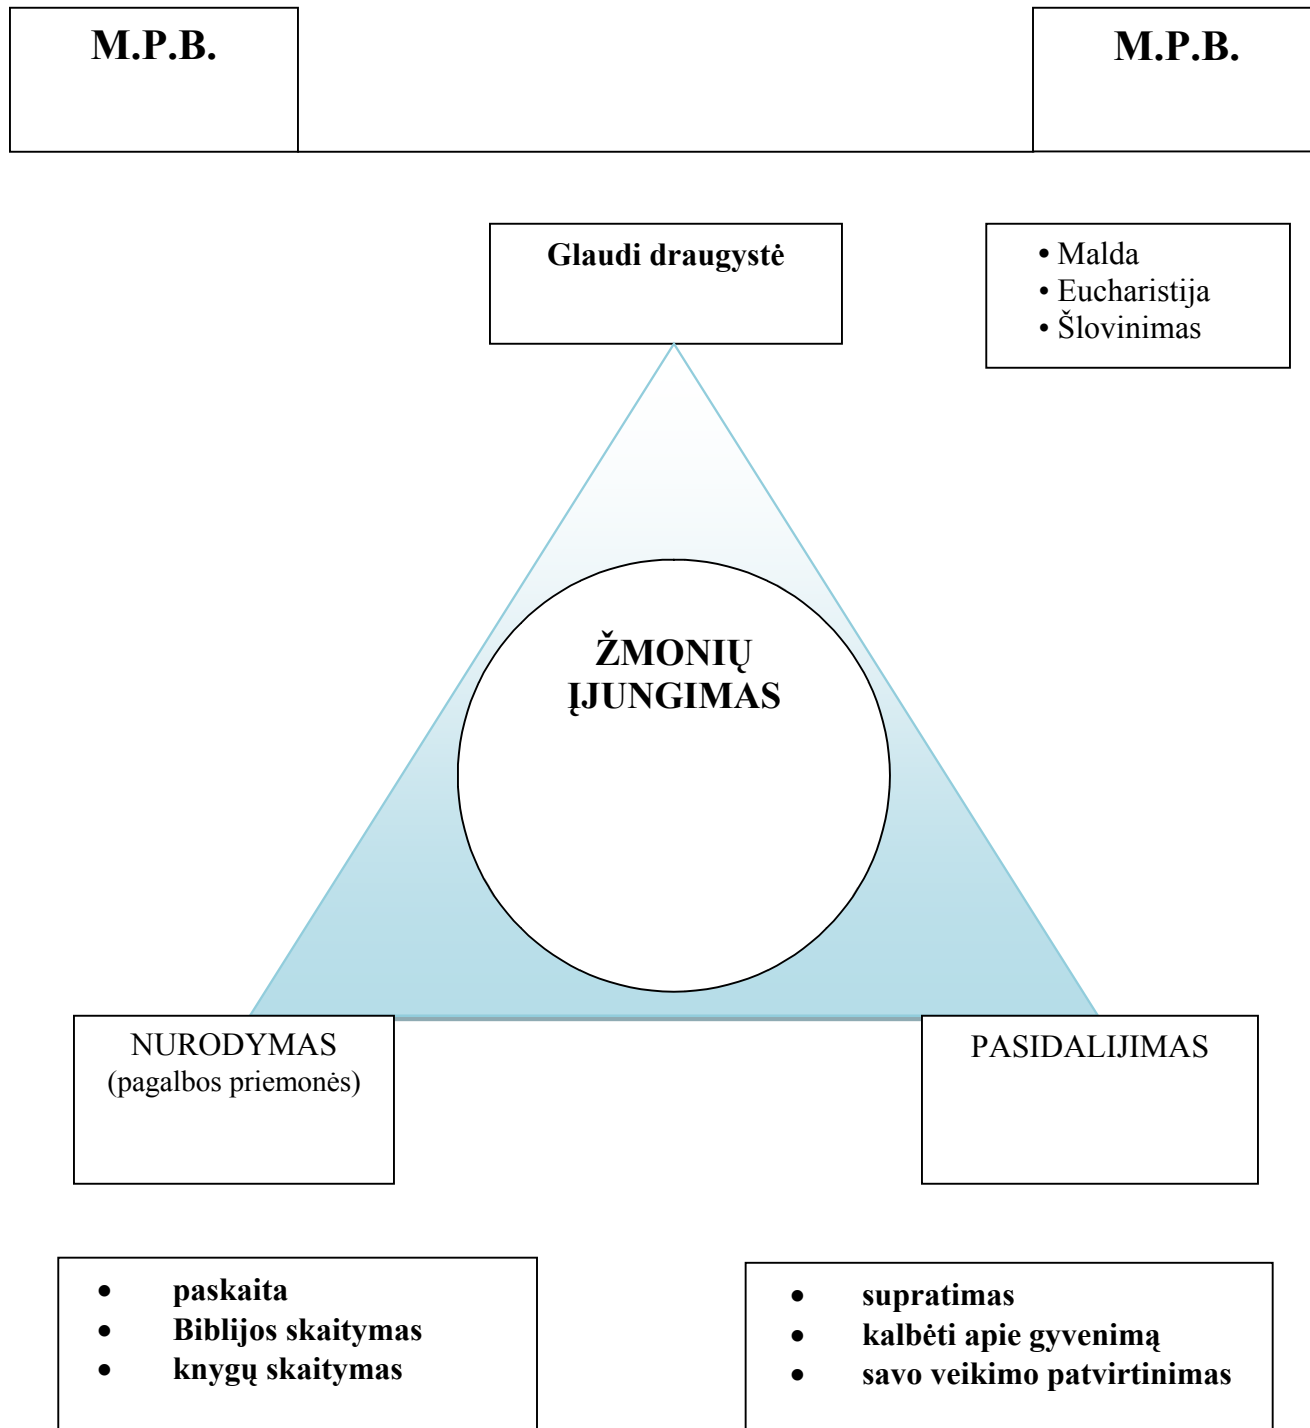 M.P.B.
M.P.B.
Glaudi draugystė
• Malda
• Eucharistija
• Šlovinimas
ŽMONIŲ
ĮJUNGIMAS
NURODYMAS
(pagalbos priemonės)
PASIDALIJIMAS
• paskaita
• Biblijos skaitymas
• knygų skaitymas
• supratimas
• kalbėti apie gyvenimą
• savo veikimo patvirtinimas